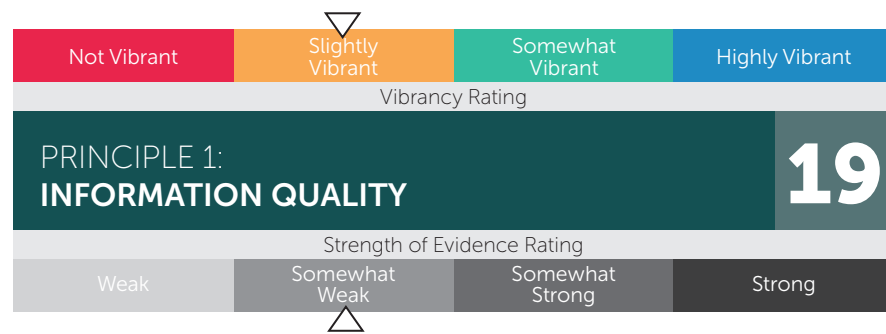 Not Vibrant
Slightly
Vibrant
Somewhat
Vibrant
Highly Vibrant
Vibrancy Rating
PRINCIPLE 1:
INFORMATION QUALITY
19
Strength of Evidence Rating
Weak
Somewhat
Weak
Somewhat
Strong
Strong